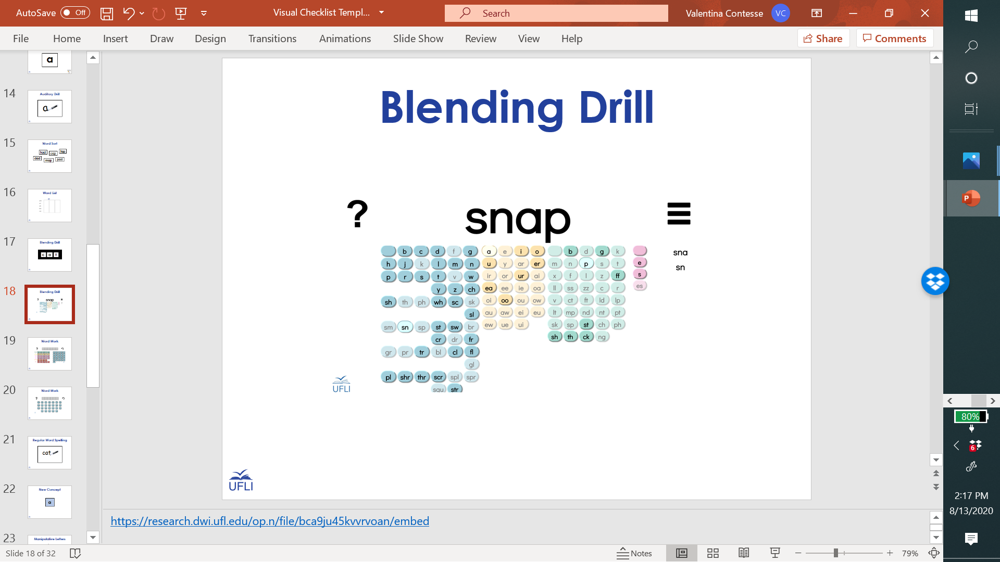 AutoSave Off Visual Checklist Templ... Search Valentina Contesse VC
File Home Insert Draw Design Transitions Animations Slide Show Review View Help Share Comments
a
14
Auditory Drill
a
15
Word Sort
had cap tap
dad map pad
16
Word List
17
Blending Drill
c a t
18
Blending Drill
? snap
19
Word Work
?
20
Word Work
?
21
Regular Word Spelling
cat
22
New Concept
a
23
Manipulative Letters
Blending Drill
? snap
b c d f g a e i o b d g k
h j k l m n u y ar er m n p s t e
p r s t v w ir or ur ai x f l z ff s
y z ch ea ee ie oa ll ss zz c r es
sh th ph wh sc sk oi oo ou ow v ct ft ld lp
sl au aw ei eu lt mp nd nt pt
sm sn sp st sw br ew ue ui sk sp st ch ph
cr dr fr sh th ck ng
gr pr tr bl cl fl
gl
pl shr thr scr spl spr
squ str
sna
sn
UFLI
UFLI
https://research.dwi.ufl.edu/op.n/file/bca9ju45kvvrvoan/embed
Slide 18 of 32 Notes 79%
P
80%
6
2:17 PM
8/13/2020